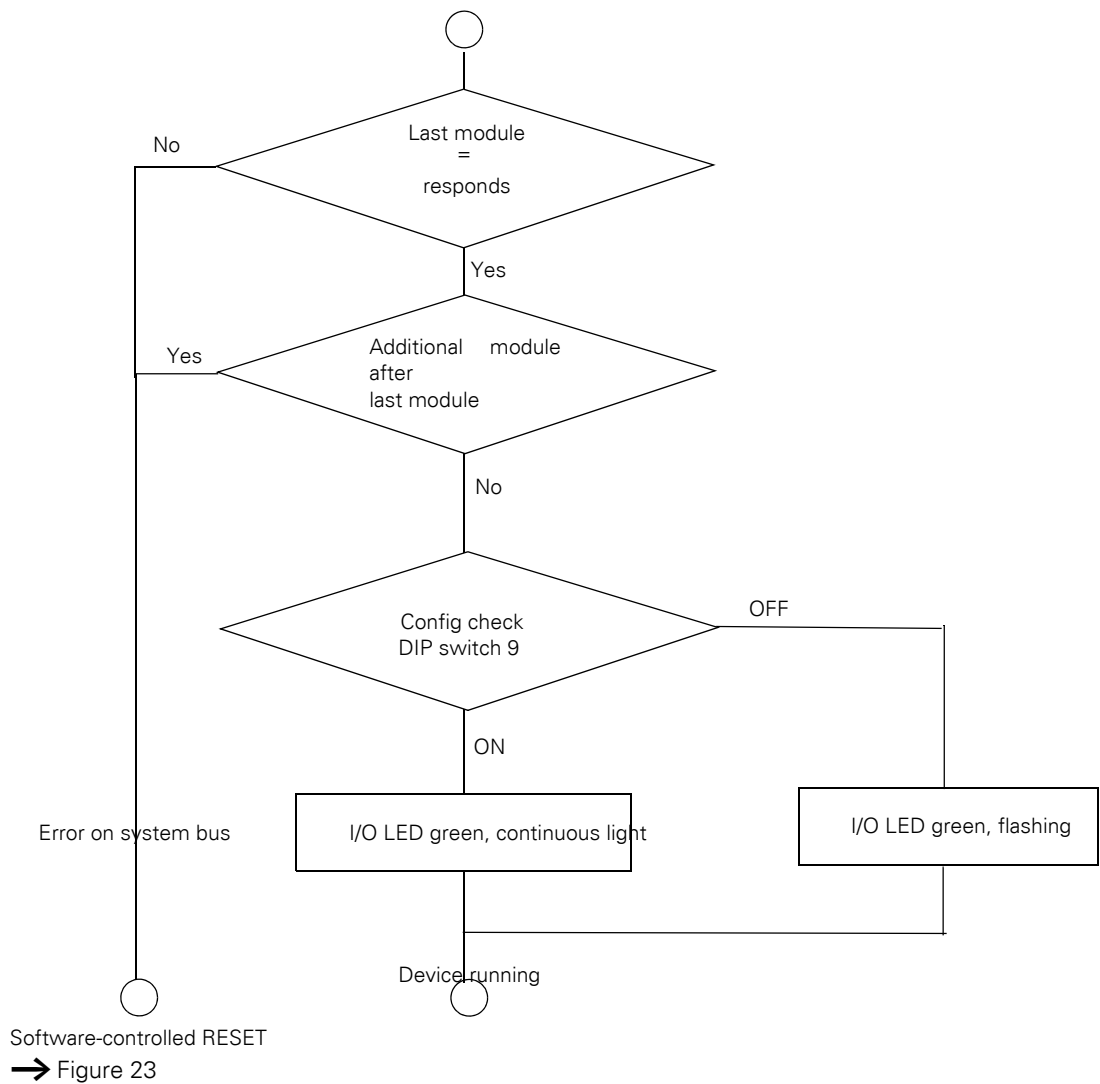 Last module
=
responds
No
Yes
Additional module
after
last module
Yes
No
Config check
DIP switch 9
OFF
ON
Error on system bus
I/O LED green, continuous light
I/O LED green, flashing
Device running
Software-controlled RESET
→ Figure 23